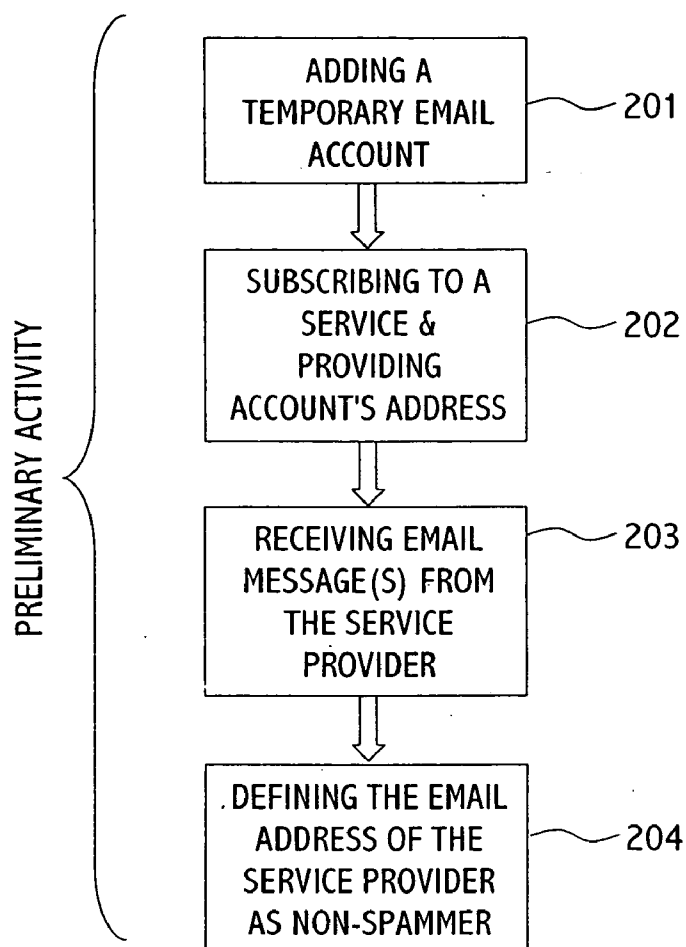 PRELIMINARY ACTIVITY
ADDING A
TEMPORARY EMAIL
ACCOUNT
201
SUBSCRIBING TO A
SERVICE &
PROVIDING
ACCOUNT'S ADDRESS
202
RECEIVING EMAIL
MESSAGE(S) FROM
THE SERVICE
PROVIDER
203
DEFINING THE EMAIL
ADDRESS OF THE
SERVICE PROVIDER
AS NON-SPAMMER
204